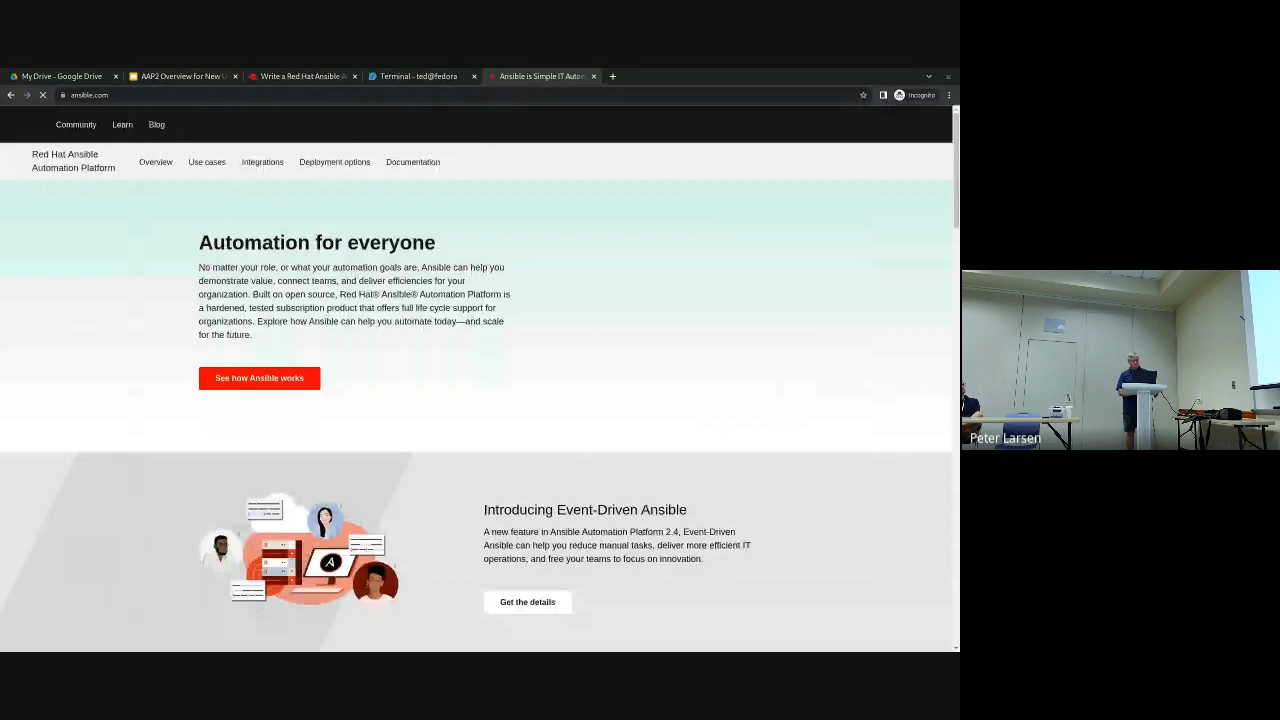 My Drive - Google Drive
AAP2 Overview for New U
Write a Red Hat Ansible A
Terminal - ted@fedora
Ansible is Simple IT Auton
ansible.com
Incognito
Community
Learn
Blog
Red Hat Ansible
Automation Platform
Overview
Use cases
Integrations
Deployment options
Documentation
Automation for everyone
No matter your role, or what your automation goals are, Ansible can help you
demonstrate value, connect teams, and deliver efficiencies for your
organization. Built on open source, Red Hat® Ansible® Automation Platform is
a hardened, tested subscription product that offers full life cycle support for
organizations. Explore how Ansible can help you automate today—and scale
for the future.
See how Ansible works
A
Introducing Event-Driven Ansible
A new feature in Ansible Automation Platform 2.4, Event-Driven
Ansible can help you reduce manual tasks, deliver more efficient IT
operations, and free your teams to focus on innovation.
Get the details
Peter Larsen